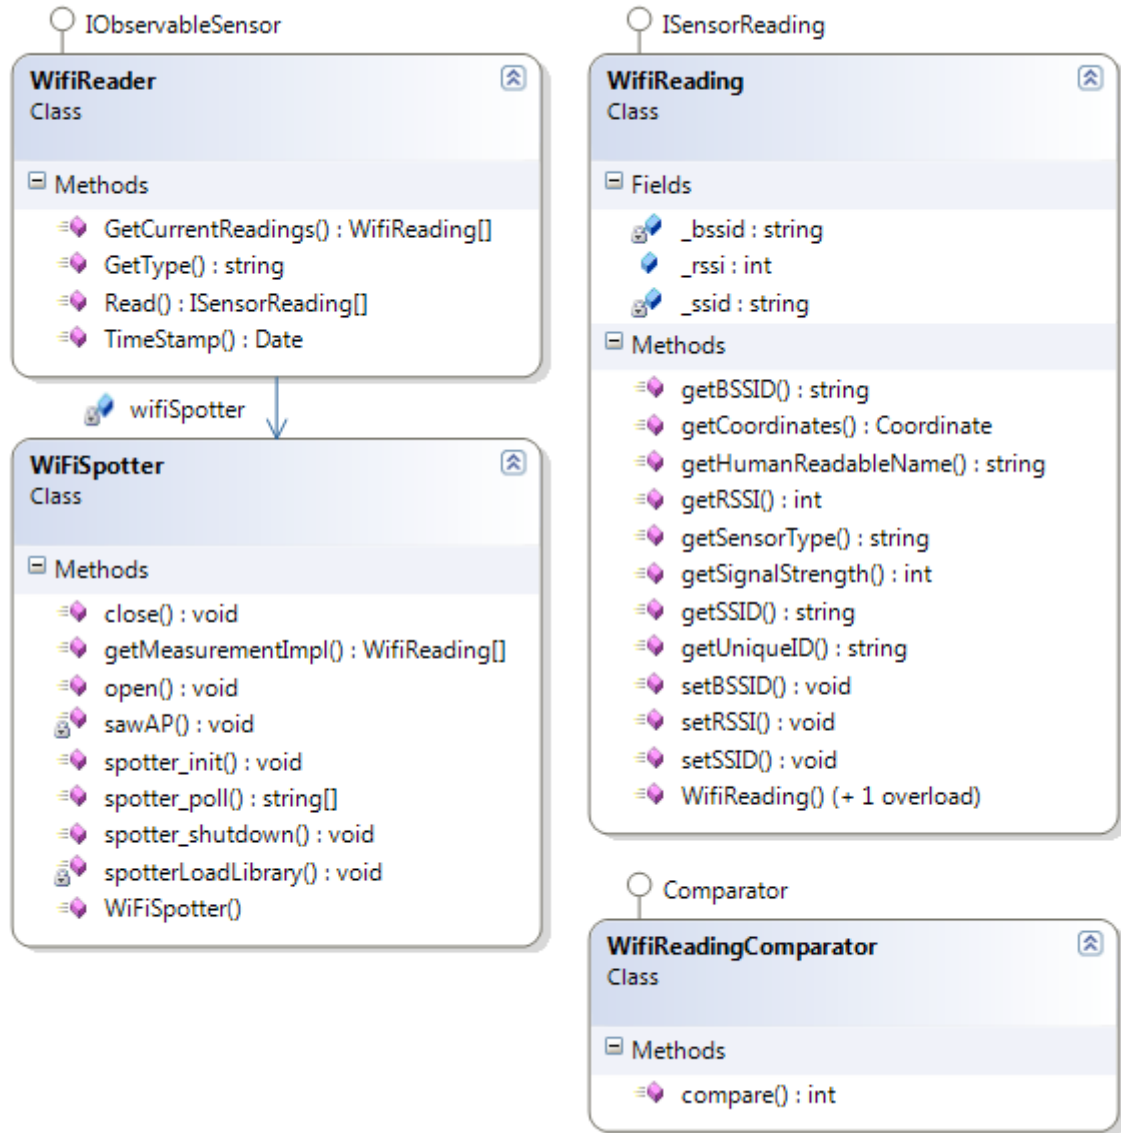 IObservableSensor
WifiReader
Class
Methods
GetCurrentReadings() : WifiReading[]
GetType() : string
Read() : ISensorReading[]
TimeStamp() : Date
wifiSpotter
WiFiSpotter
Class
Methods
close() : void
getMeasurementImpl() : WifiReading[]
open() : void
sawAP() : void
spotter_init() : void
spotter_poll() : string[]
spotter_shutdown() : void
spotterLoadLibrary() : void
WiFiSpotter()
ISensorReading
WifiReading
Class
Fields
_bssid : string
_rssi : int
_ssid : string
Methods
getBSSID() : string
getCoordinates() : Coordinate
getHumanReadableName() : string
getRSSI() : int
getSensorType() : string
getSignalStrength() : int
getSSID() : string
getUniqueID() : string
setBSSID() : void
setRSSI() : void
setSSID() : void
WifiReading() (+ 1 overload)
Comparator
WifiReadingComparator
Class
Methods
compare() : int